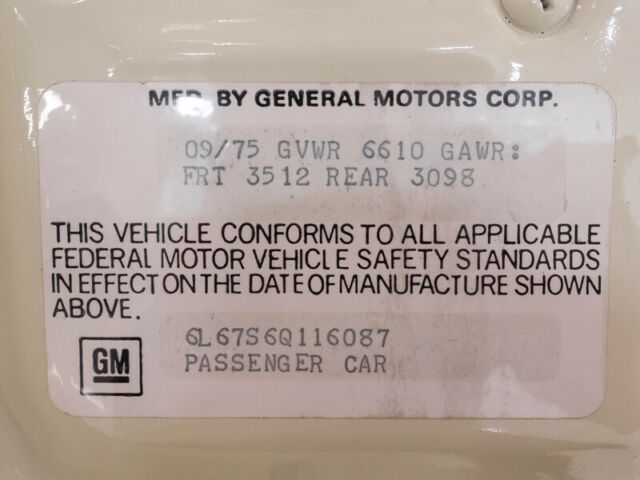 MFD. BY GENERAL MOTORS CORP.
09/75 GVWR 6610 GAWR:
FRT 3512 REAR 3098
THIS VEHICLE CONFORMS TO ALL APPLICABLE
FEDERAL MOTOR VEHICLE SAFETY STANDARDS
IN EFFECT ON THE DATE OF MANUFACTURE SHOWN
ABOVE.
6L67S6Q116087
PASSENGER CAR
GM